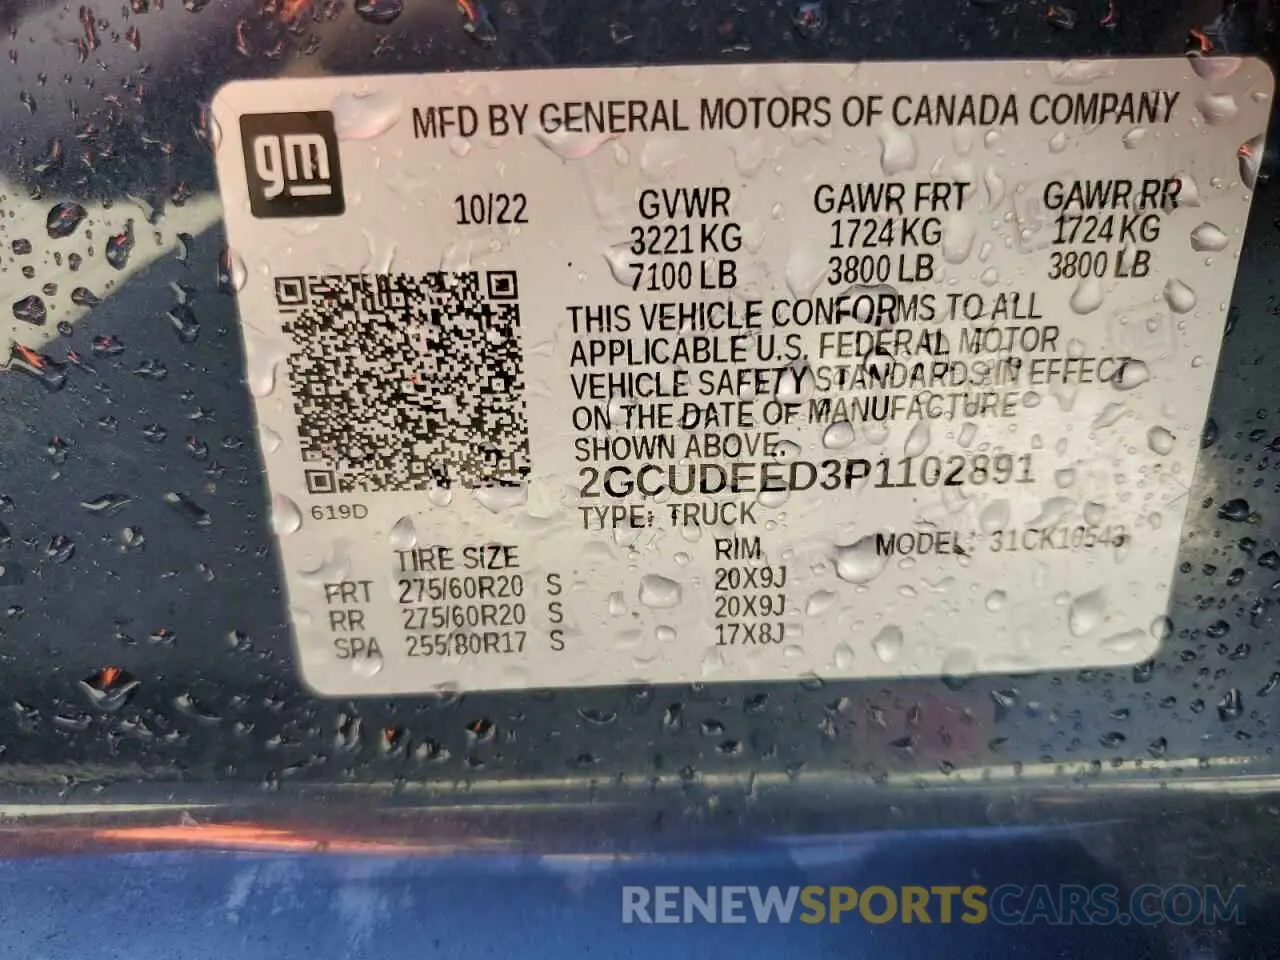 gm
MFD BY GENERAL MOTORS OF CANADA COMPANY
10/22
GVWR GAWR FRT GAWR RR
3221 KG 1724 KG 1724 KG
7100 LB 3800 LB 3800 LB
THIS VEHICLE CONFORMS TO ALL
APPLICABLE U.S. FEDERAL MOTOR
VEHICLE SAFETY STANDARDS IN EFFECT
ON THE DATE OF MANUFACTURE
SHOWN ABOVE.
2GCUDEED3P1102891
619D
TYPE: TRUCK
MODEL: 31CK10543
TIRE SIZE RIM
FRT 275/60R20 S 20X9J
RR 275/60R20 S 20X9J
SPA 255/80R17 S 17X8J
RENEWSPORTSCARS.COM